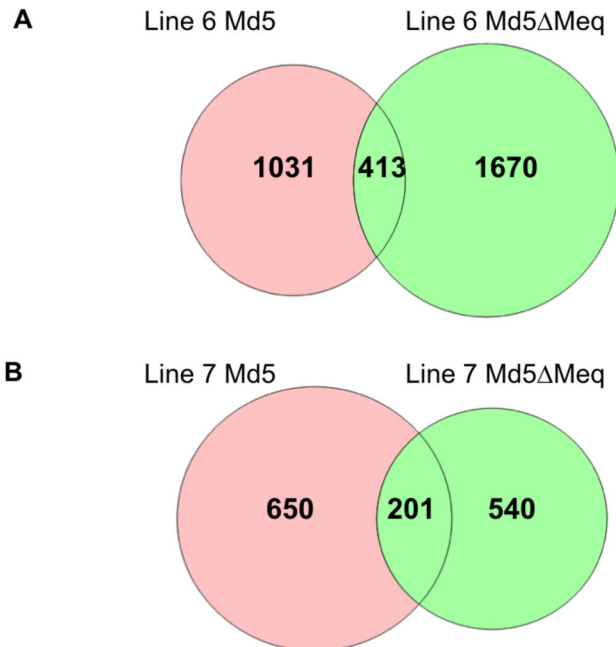 A
Line 6 Md5 Line 6 Md5ΔMeq
1031 413 1670
B
Line 7 Md5 Line 7 Md5ΔMeq
650 201 540